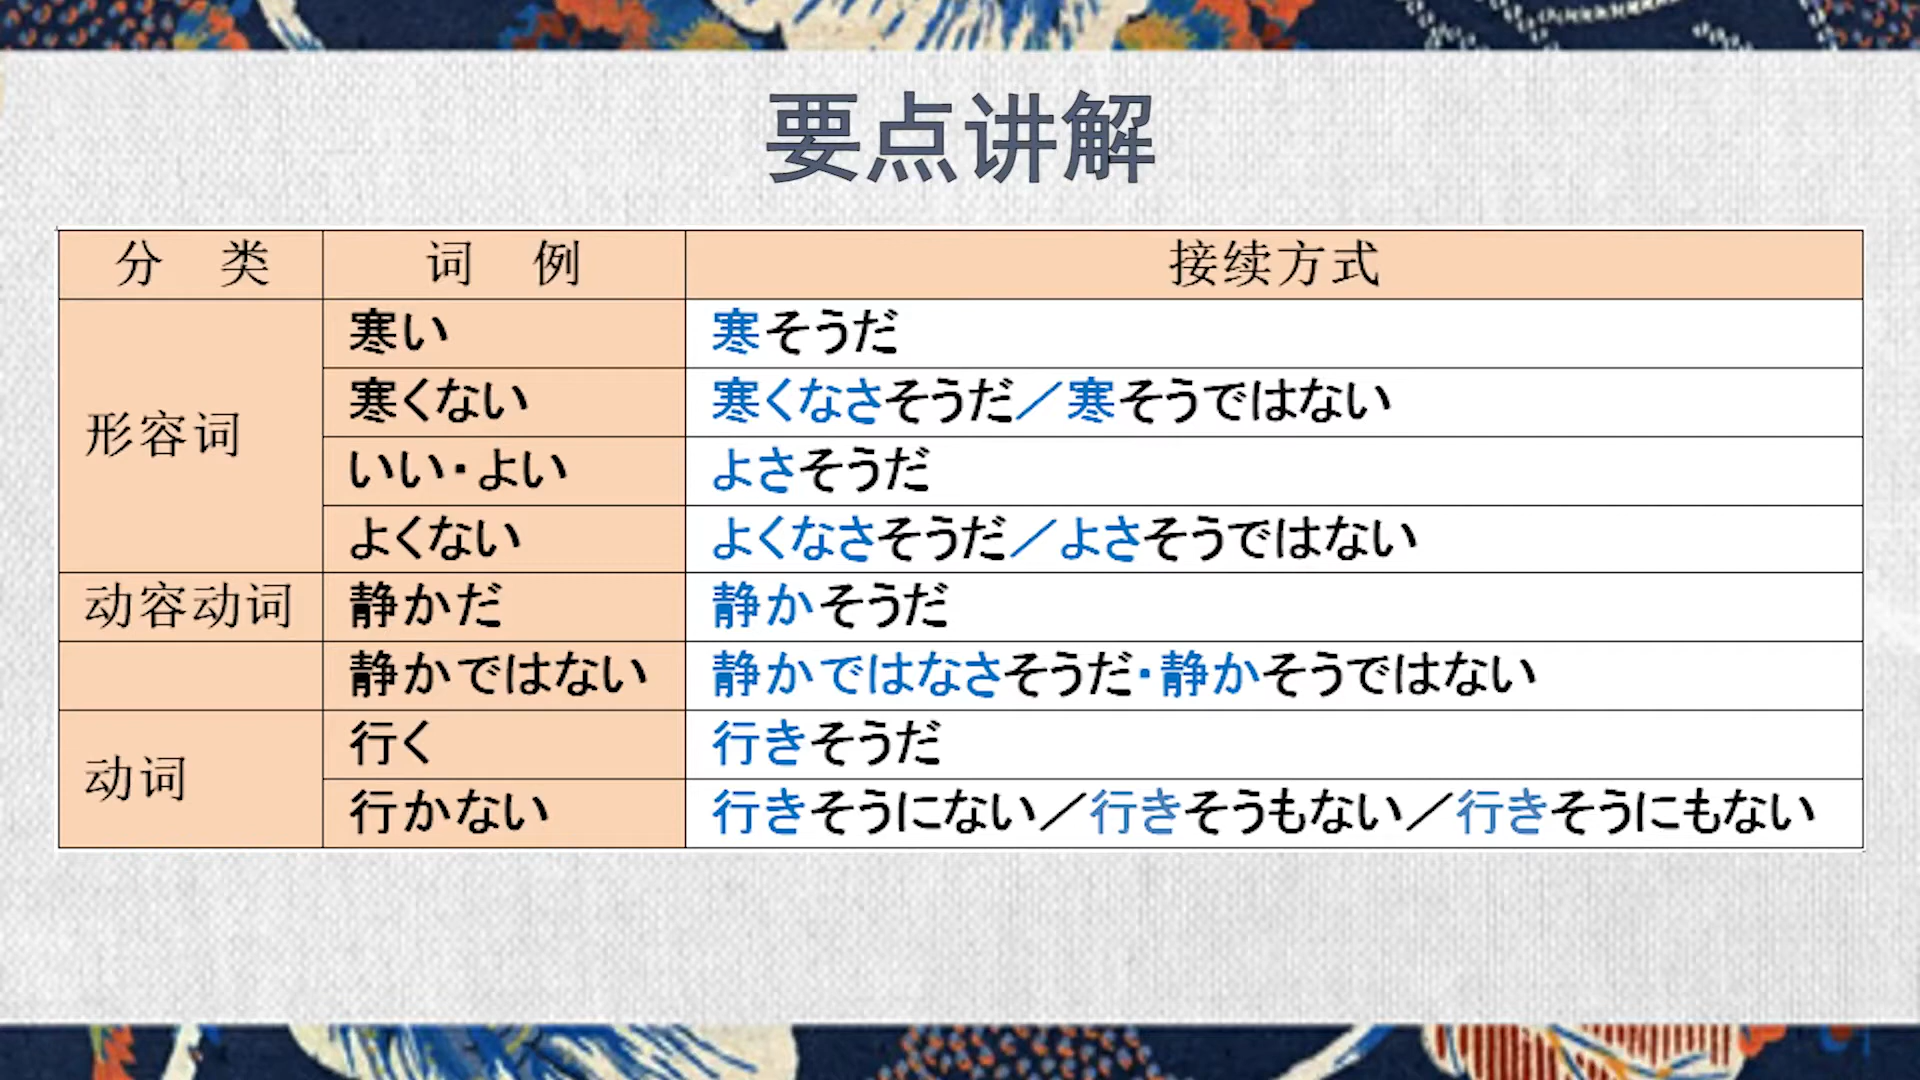 要点讲解
分 类 词 例 接续方式
形容词 寒い 寒そうだ
寒くない 寒くなさそうだ／寒そうではない
いい・よい よさそうだ
よくない よくなさそうだ／よさそうではない
动容动词 静かだ 静かそうだ
静かではない 静かではなさそうだ・静かそうではない
动词 行く 行きそうだ
行かない 行きそうにない／行きそうもない／行きそうにもない